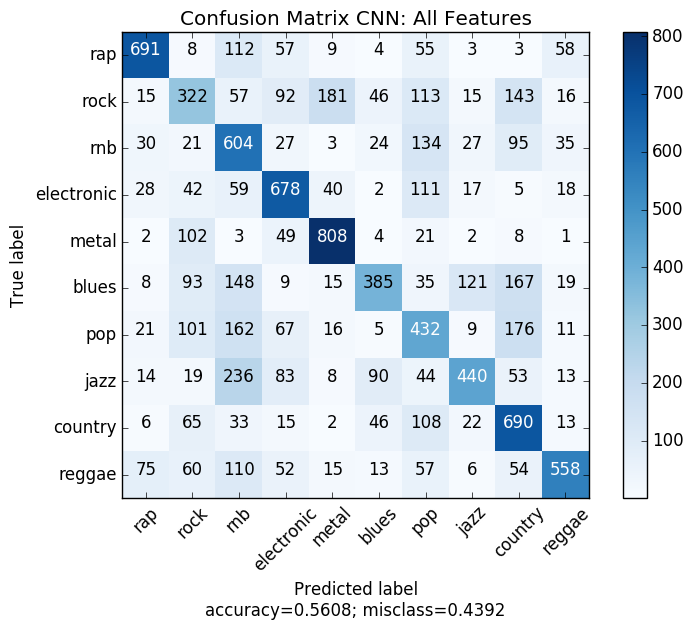 Confusion Matrix CNN: All Features
rap 691 8 112 57 9 4 55 3 3 58
rock 15 322 57 92 181 46 113 15 143 16
rnb 30 21 604 27 3 24 134 27 95 35
electronic 28 42 59 678 40 2 111 17 5 18
metal 2 102 3 49 808 4 21 2 8 1
blues 8 93 148 9 15 385 35 121 167 19
pop 21 101 162 67 16 5 432 9 176 11
jazz 14 19 236 83 8 90 44 440 53 13
country 6 65 33 15 2 46 108 22 690 13
reggae 75 60 110 52 15 13 57 6 54 558
True label
rap rock rnb electronic metal blues pop jazz country reggae
Predicted label
accuracy=0.5608; misclass=0.4392
800
700
600
500
400
300
200
100